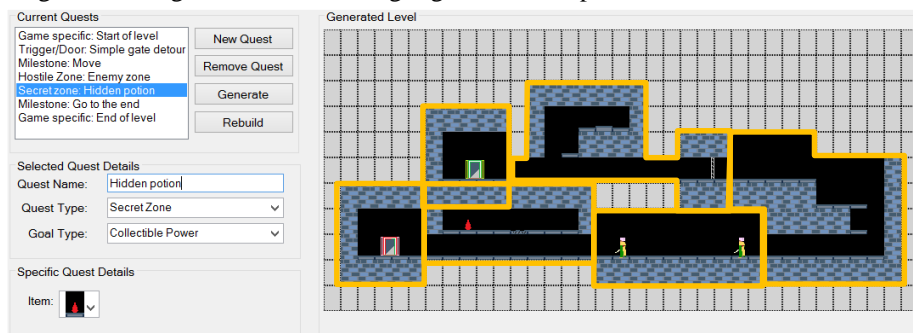 Current Quests
Game specific: Start of level
Trigger/Door: Simple gate detour
Milestone: Move
Hostile Zone: Enemy zone
Secret zone: Hidden potion
Milestone: Go to the end
Game specific: End of level
New Quest
Remove Quest
Generate
Rebuild
Selected Quest Details
Quest Name: Hidden potion
Quest Type: Secret Zone
Goal Type: Collectible Power
Specific Quest Details
Item:
Generated Level